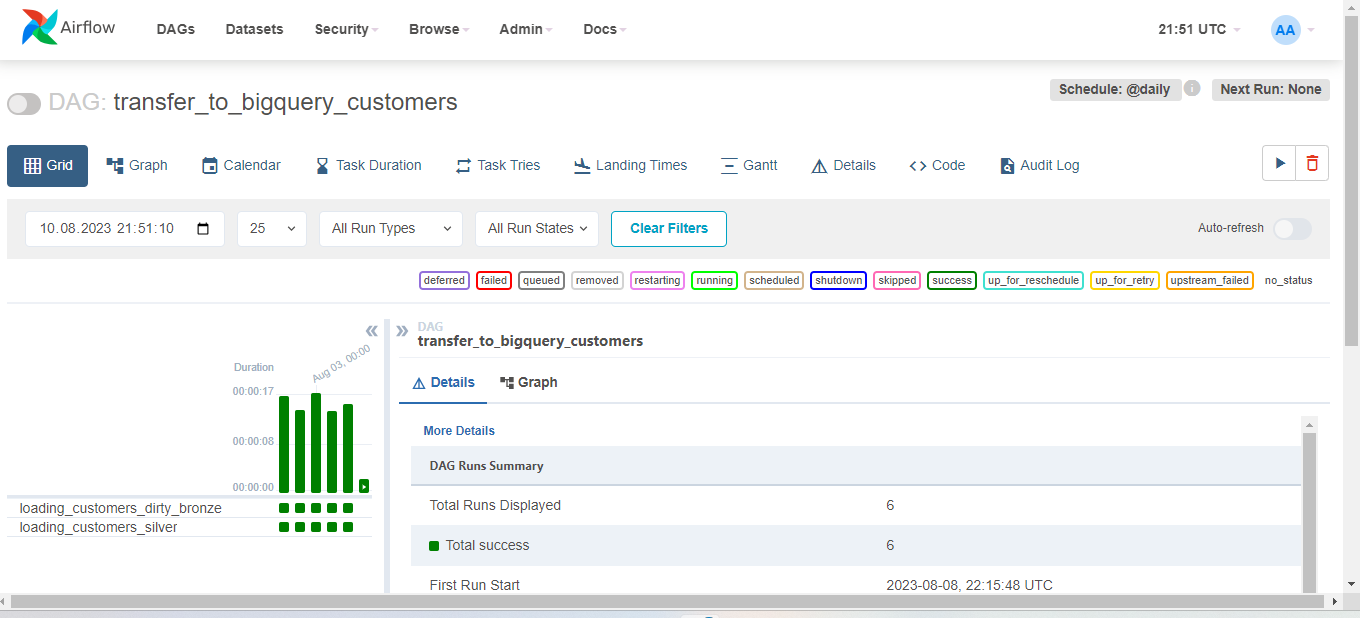 Airflow
DAGs Datasets Security Browse Admin Docs 21:51 UTC AA
DAG: transfer_to_bigquery_customers
Schedule: @daily Next Run: None
Grid Graph Calendar Task Duration Task Tries Landing Times Gantt Details Code Audit Log
10.08.2023 21:51:10 25 All Run Types All Run States Clear Filters Auto-refresh
deferred failed queued removed restarting running scheduled shutdown skipped success up_for_reschedule up_for_retry upstream_failed no_status
Duration
Aug 03, 00:00
00:00:17
00:00:08
00:00:00
loading_customers_dirty_bronze
loading_customers_silver
DAG
transfer_to_bigquery_customers
Details Graph
More Details
DAG Runs Summary
Total Runs Displayed 6
Total success 6
First Run Start 2023-08-08, 22:15:48 UTC